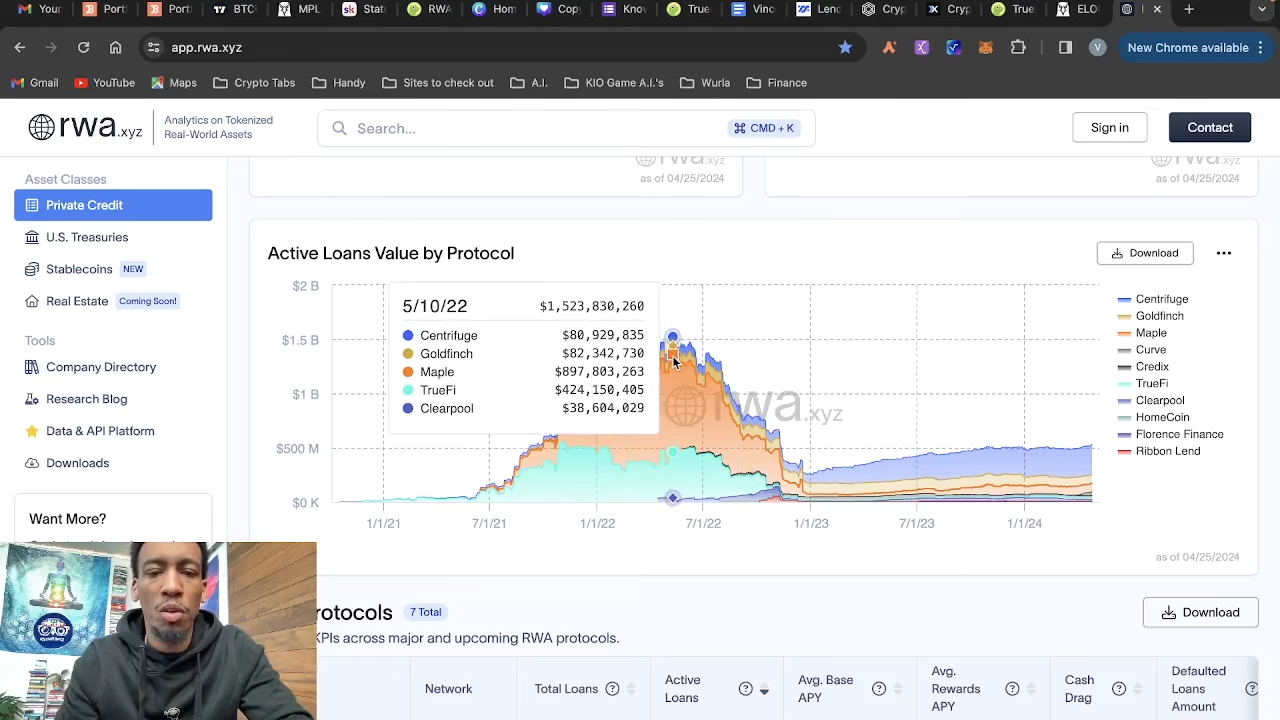 Your
Port
Port
BTC
MPL
Stat
RWA
Hom
Cop
Know
True
Vinc
Lenc
Cryp
Cryp
True
ELO
app.rwa.xyz
V
New Chrome available
Gmail
YouTube
Maps
Crypto Tabs
Handy
Sites to check out
A.I.
KIO Game A.I.'s
Wurla
Finance
rwa.xyz
Analytics on Tokenized
Real-World Assets
Search...
⌘ CMD + K
Sign in
Contact
Asset Classes
Private Credit
U.S. Treasuries
Stablecoins NEW
Real Estate Coming Soon!
Tools
Company Directory
Research Blog
Data & API Platform
Downloads
Want More?
rwa.xyz
as of 04/25/2024
rwa.xyz
as of 04/25/2024
Active Loans Value by Protocol
Download
$2 B
$1.5 B
$1 B
$500 M
$0 K
5/10/22 $1,523,830,260
Centrifuge $80,929,835
Goldfinch $82,342,730
Maple $897,803,263
TrueFi $424,150,405
Clearpool $38,604,029
rwa.xyz
1/1/21
7/1/21
1/1/22
7/1/22
1/1/23
7/1/23
1/1/24
Centrifuge
Goldfinch
Maple
Curve
Credix
TrueFi
Clearpool
HomeCoin
Florence Finance
Ribbon Lend
as of 04/25/2024
rotocols 7 Total
Download
KPIs across major and upcoming RWA protocols.
Network
Total Loans
Active
Loans
Avg. Base
APY
Avg.
Rewards
APY
Cash
Drag
Defaulted
Loans
Amount